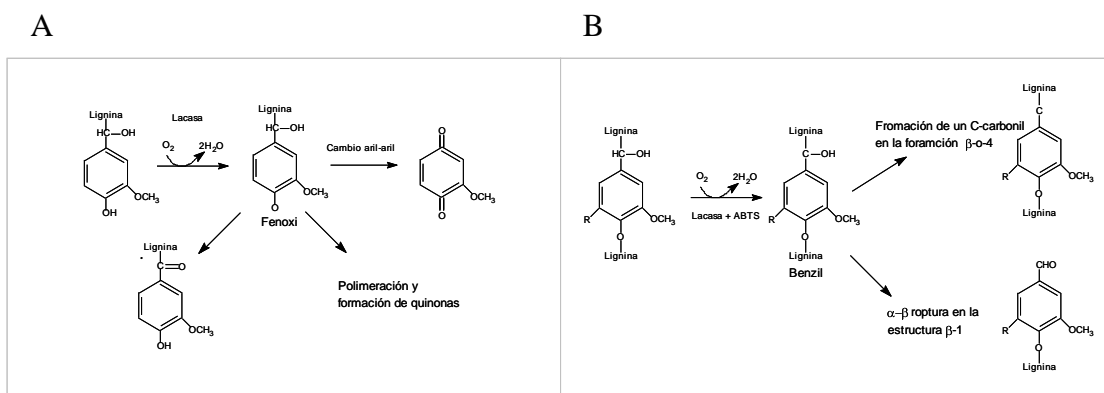 A
B
Lignina
HC—OH
OCH3
OH
Lacasa
O2
2H2O
Lignina
HC—OH
OCH3
O
Fenoxi
Cambio aril-aril
O
OCH3
O
Lignina
C=O
OCH3
OH
Polimeración y
formación de quinonas
Lignina
HC—OH
R
OCH3
O
Lignina
O2
2H2O
Lacasa + ABTS
Lignina
C—OH
R
OCH3
O
Lignina
Benzil
Fromación de un C-carbonil
en la foramción β-o-4
Lignina
C
R
OCH3
O
Lignina
α–β roptura en la
estructura β-1
CHO
R
OCH3
O
Lignina